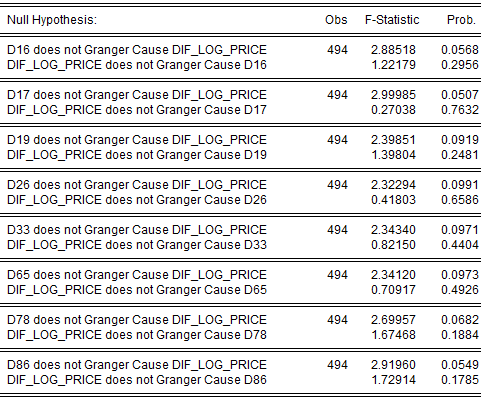 Null Hypothesis: Obs F-Statistic Prob.
D16 does not Granger Cause DIF_LOG_PRICE 494 2.88518 0.0568
DIF_LOG_PRICE does not Granger Cause D16 1.22179 0.2956
D17 does not Granger Cause DIF_LOG_PRICE 494 2.99985 0.0507
DIF_LOG_PRICE does not Granger Cause D17 0.27038 0.7632
D19 does not Granger Cause DIF_LOG_PRICE 494 2.39851 0.0919
DIF_LOG_PRICE does not Granger Cause D19 1.39804 0.2481
D26 does not Granger Cause DIF_LOG_PRICE 494 2.32294 0.0991
DIF_LOG_PRICE does not Granger Cause D26 0.41803 0.6586
D33 does not Granger Cause DIF_LOG_PRICE 494 2.34340 0.0971
DIF_LOG_PRICE does not Granger Cause D33 0.82150 0.4404
D65 does not Granger Cause DIF_LOG_PRICE 494 2.34120 0.0973
DIF_LOG_PRICE does not Granger Cause D65 0.70917 0.4926
D78 does not Granger Cause DIF_LOG_PRICE 494 2.69957 0.0682
DIF_LOG_PRICE does not Granger Cause D78 1.67468 0.1884
D86 does not Granger Cause DIF_LOG_PRICE 494 2.91960 0.0549
DIF_LOG_PRICE does not Granger Cause D86 1.72914 0.1785